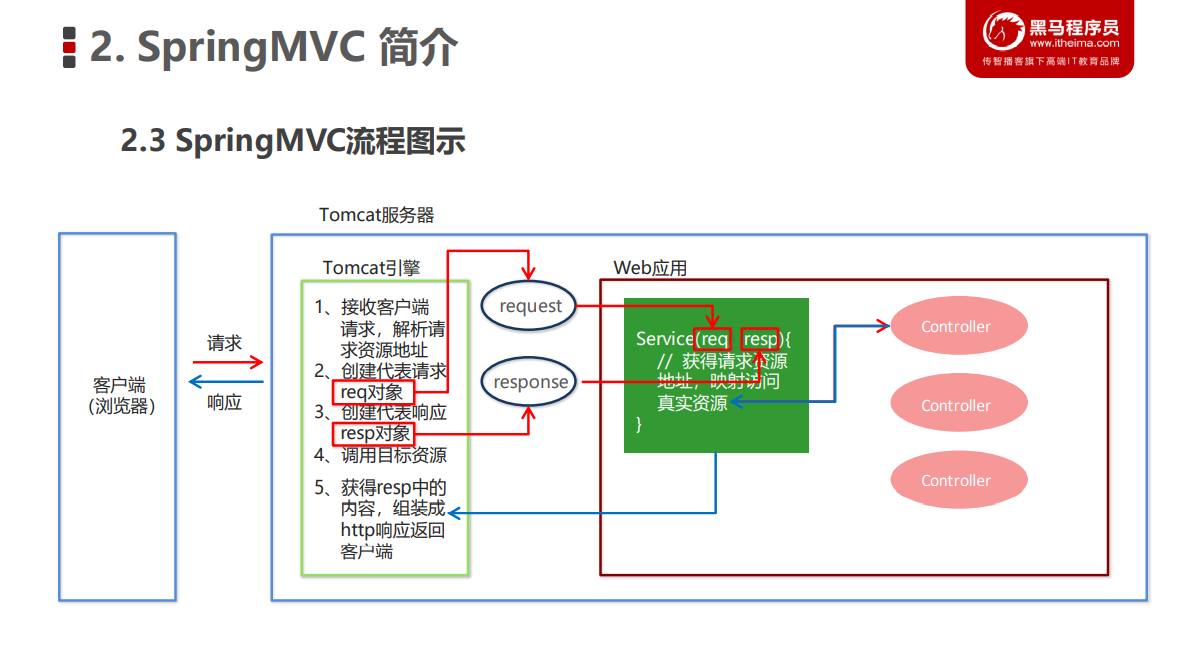 2. SpringMVC 简介
黑马程序员
www.itheima.com
传智播客旗下高端IT教育品牌
2.3 SpringMVC流程图示
Tomcat服务器
Tomcat引擎
Web应用
客户端
（浏览器）
请求
响应
1、接收客户端
请求，解析请
求资源地址
2、创建代表请求
req对象
3、创建代表响应
resp对象
4、调用目标资源
5、获得resp中的
内容，组装成
http响应返回
客户端
request
response
Service(req, resp){
// 获得请求资源
地址，映射访问
真实资源
}
Controller
Controller
Controller